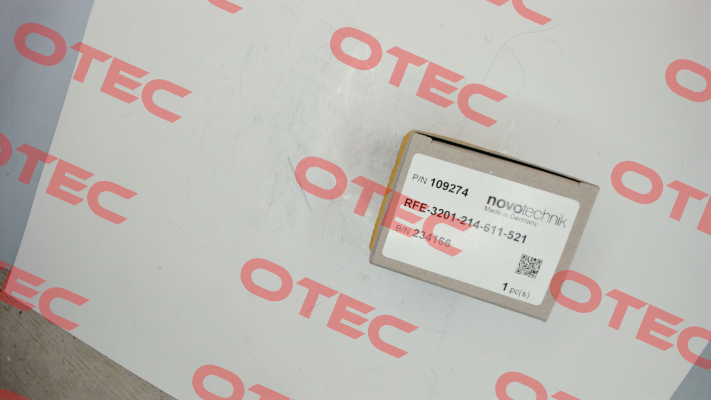 OTEC
OTEC
OTEC
OTEC
P/N 109274
novotechnik
Made in Germany
RFE-3201-214-611-521
B/N 234166
1 pc(s)
OTEC
OTEC
OTEC
OTEC